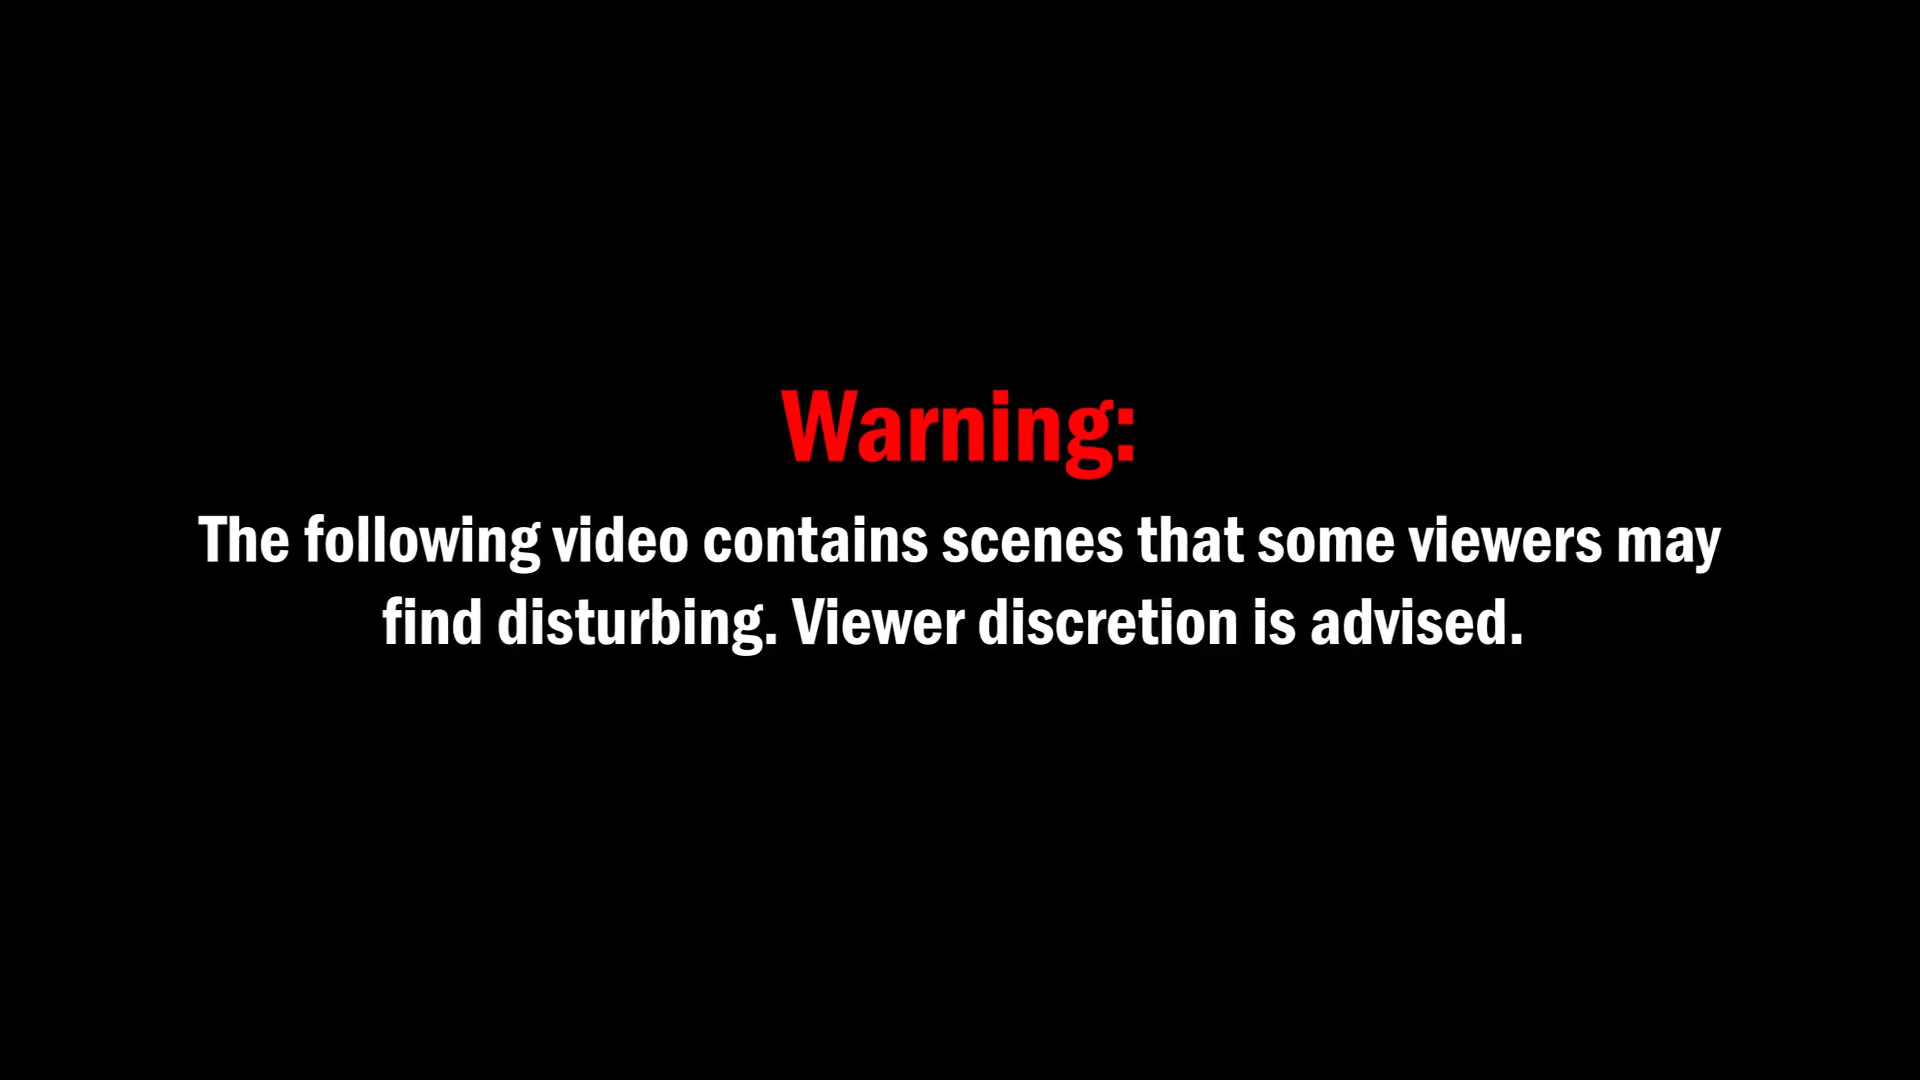 Warning:
The following video contains scenes that some viewers may
find disturbing. Viewer discretion is advised.